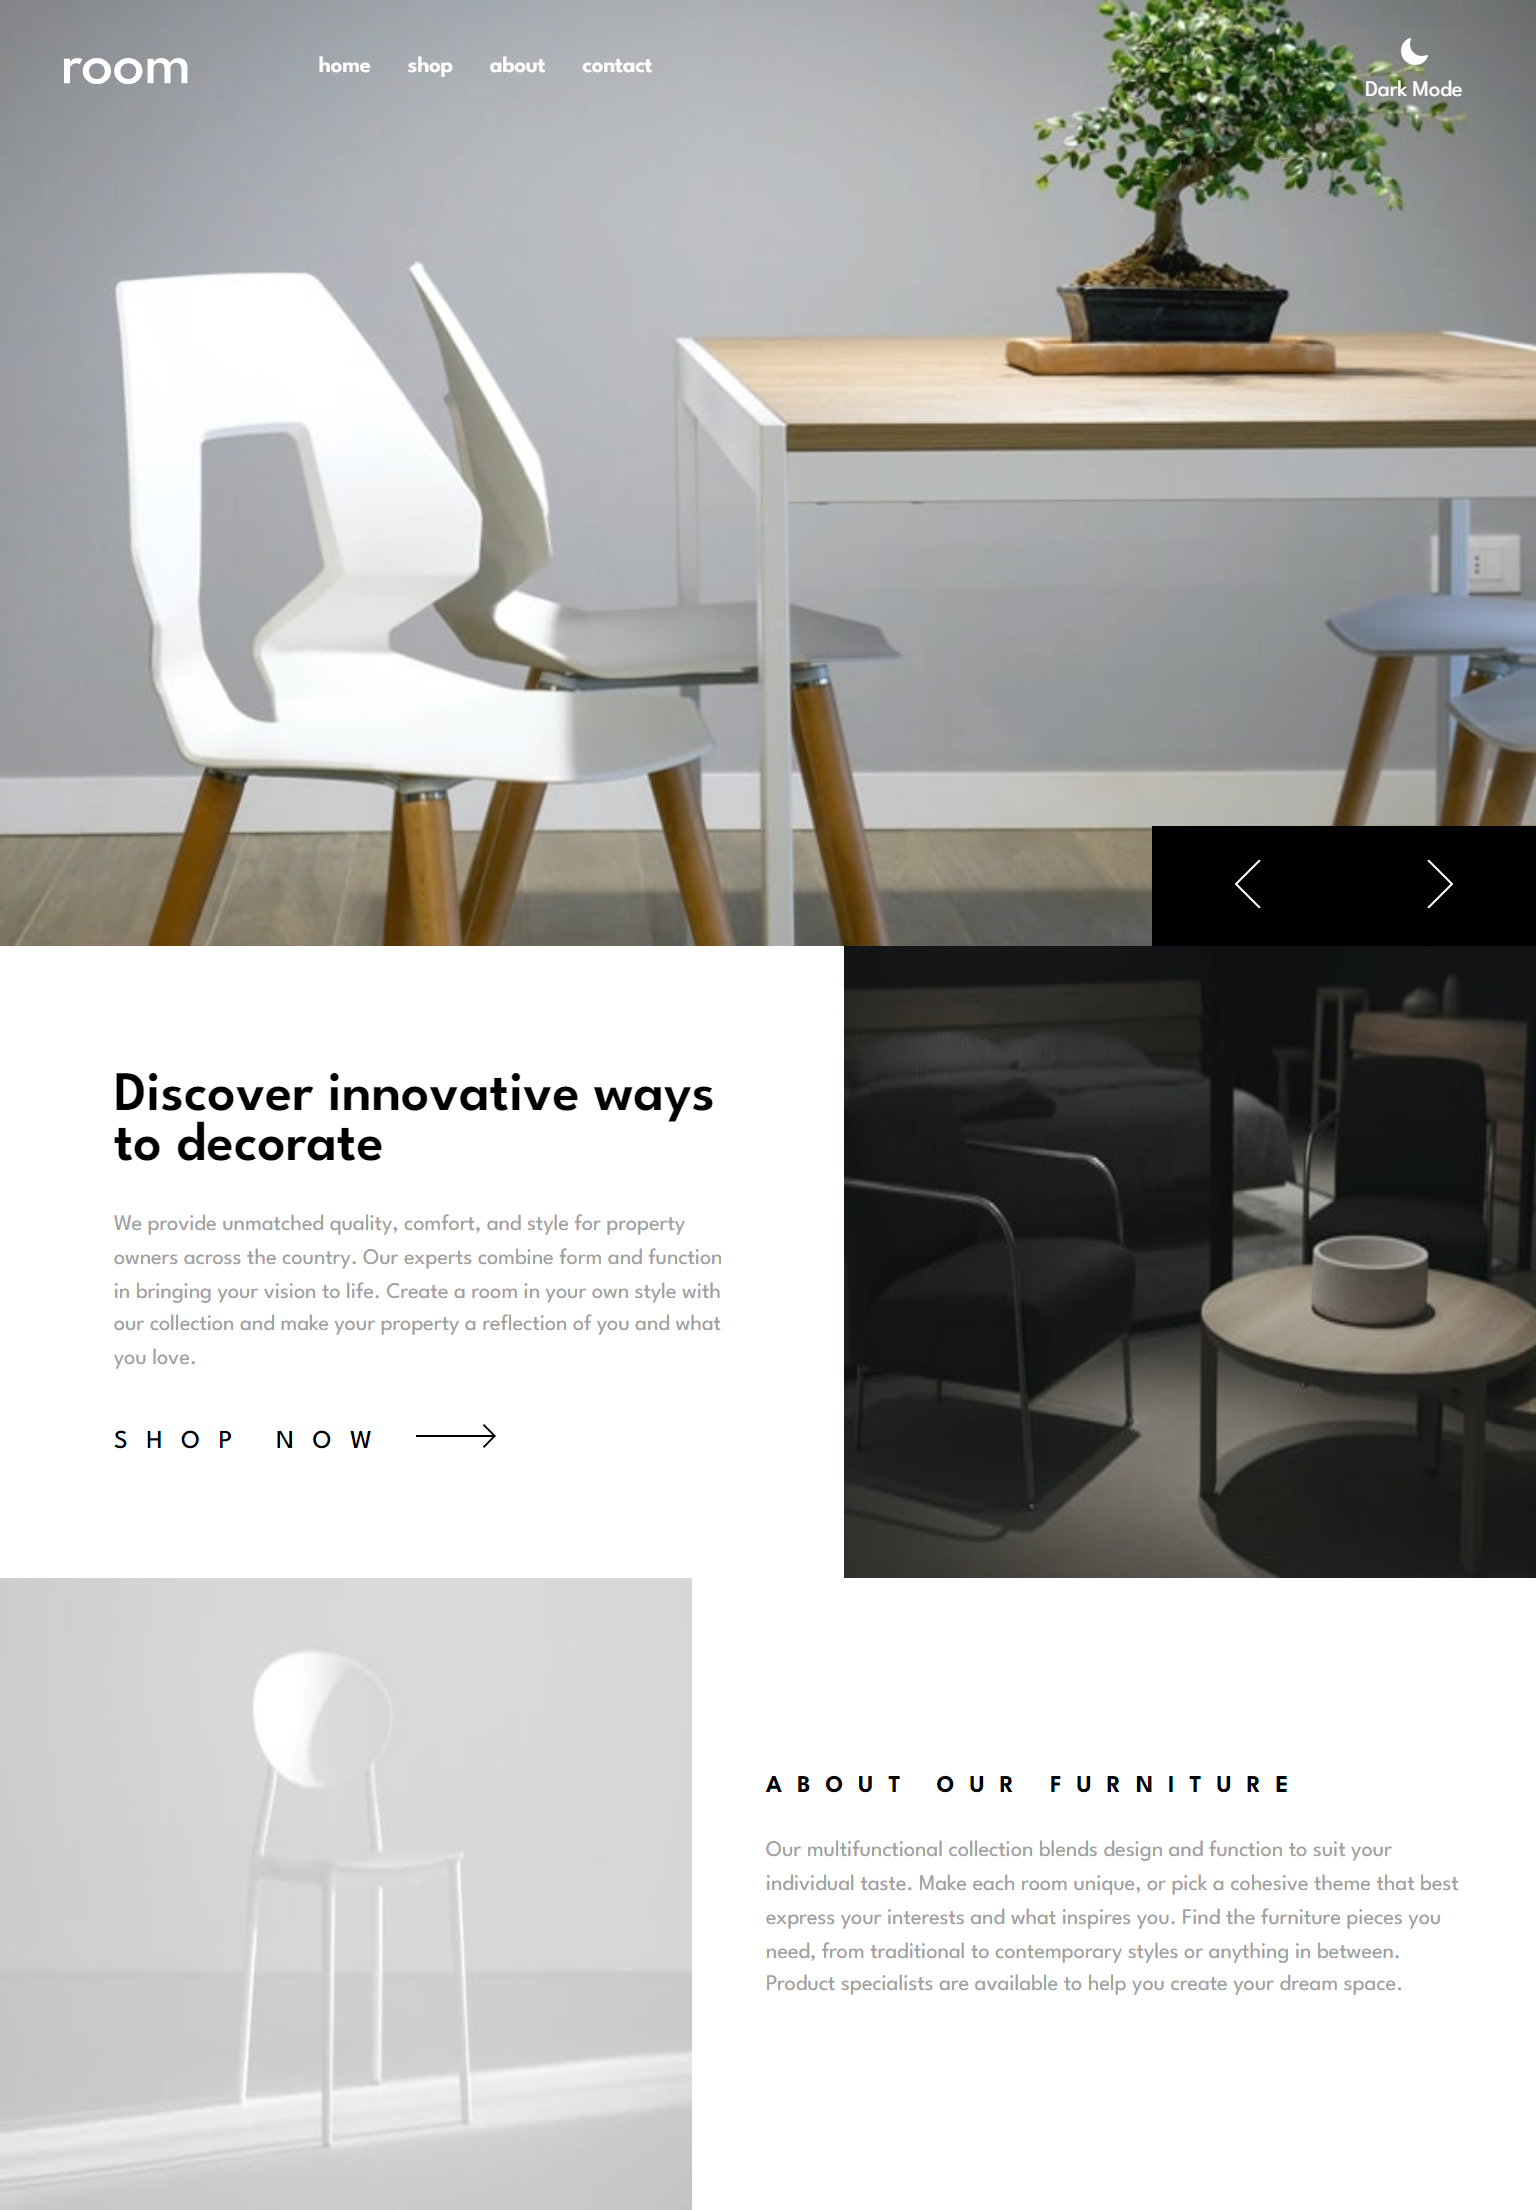 room
home shop about contact
Dark Mode
Discover innovative ways
to decorate
We provide unmatched quality, comfort, and style for property
owners across the country. Our experts combine form and function
in bringing your vision to life. Create a room in your own style with
our collection and make your property a reflection of you and what
you love.
SHOP NOW
ABOUT OUR FURNITURE
Our multifunctional collection blends design and function to suit your
individual taste. Make each room unique, or pick a cohesive theme that best
express your interests and what inspires you. Find the furniture pieces you
need, from traditional to contemporary styles or anything in between.
Product specialists are available to help you create your dream space.